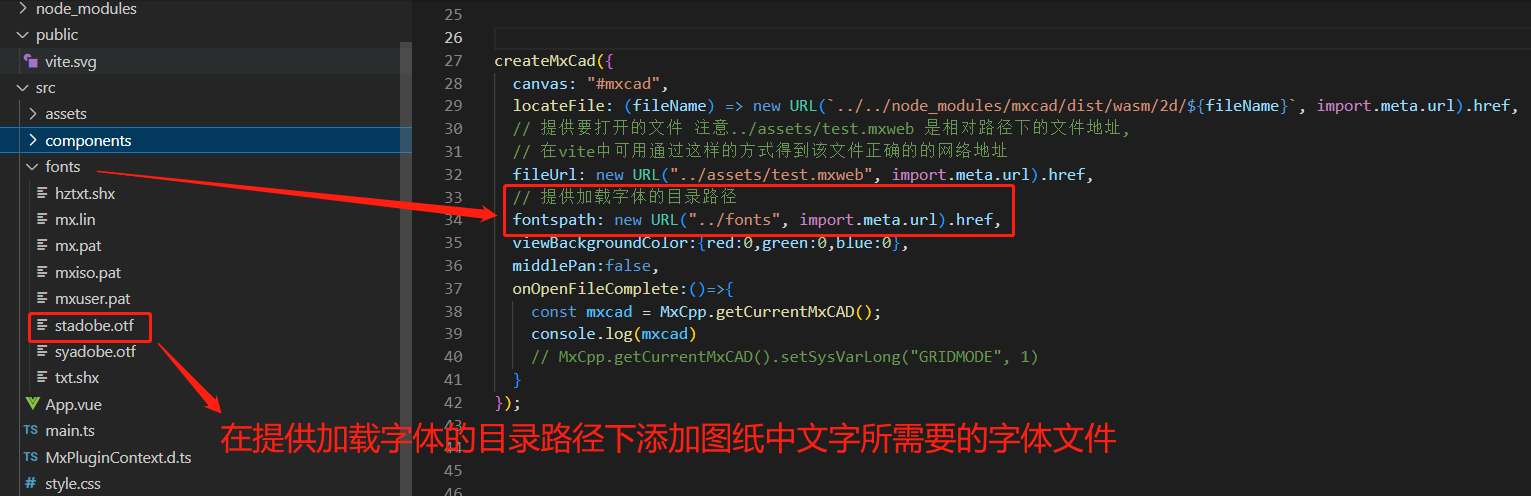 node_modules
public
vite.svg
src
assets
components
fonts
hztxt.shx
mx.lin
mx.pat
mxiso.pat
mxuser.pat
stadobe.otf
syadobe.otf
txt.shx
App.vue
TS main.ts
TS MxPluginContext.d.ts
# style.css
25
26
27 createMxCad({
28 canvas: "#mxcad",
29 locateFile: (fileName) => new URL(`../../node_modules/mxcad/dist/wasm/2d/${fileName}`, import.meta.url).href,
30 // 提供要打开的文件 注意../assets/test.mxweb 是相对路径下的文件地址,
31 // 在vite中可用通过这样的方式得到该文件正确的的网络地址
32 fileUrl: new URL("../assets/test.mxweb", import.meta.url).href,
33 // 提供加载字体的目录路径
34 fontspath: new URL("../fonts", import.meta.url).href,
35 viewBackgroundColor:{red:0,green:0,blue:0},
36 middlePan:false,
37 onOpenFileComplete:()=>{
38 const mxcad = MxCpp.getCurrentMxCAD();
39 console.log(mxcad)
40 // MxCpp.getCurrentMxCAD().setSysVarLong("GRIDMODE", 1)
41 }
42 });
43
在提供加载字体的目录路径下添加图纸中文字所需要的字体文件
44
45
46